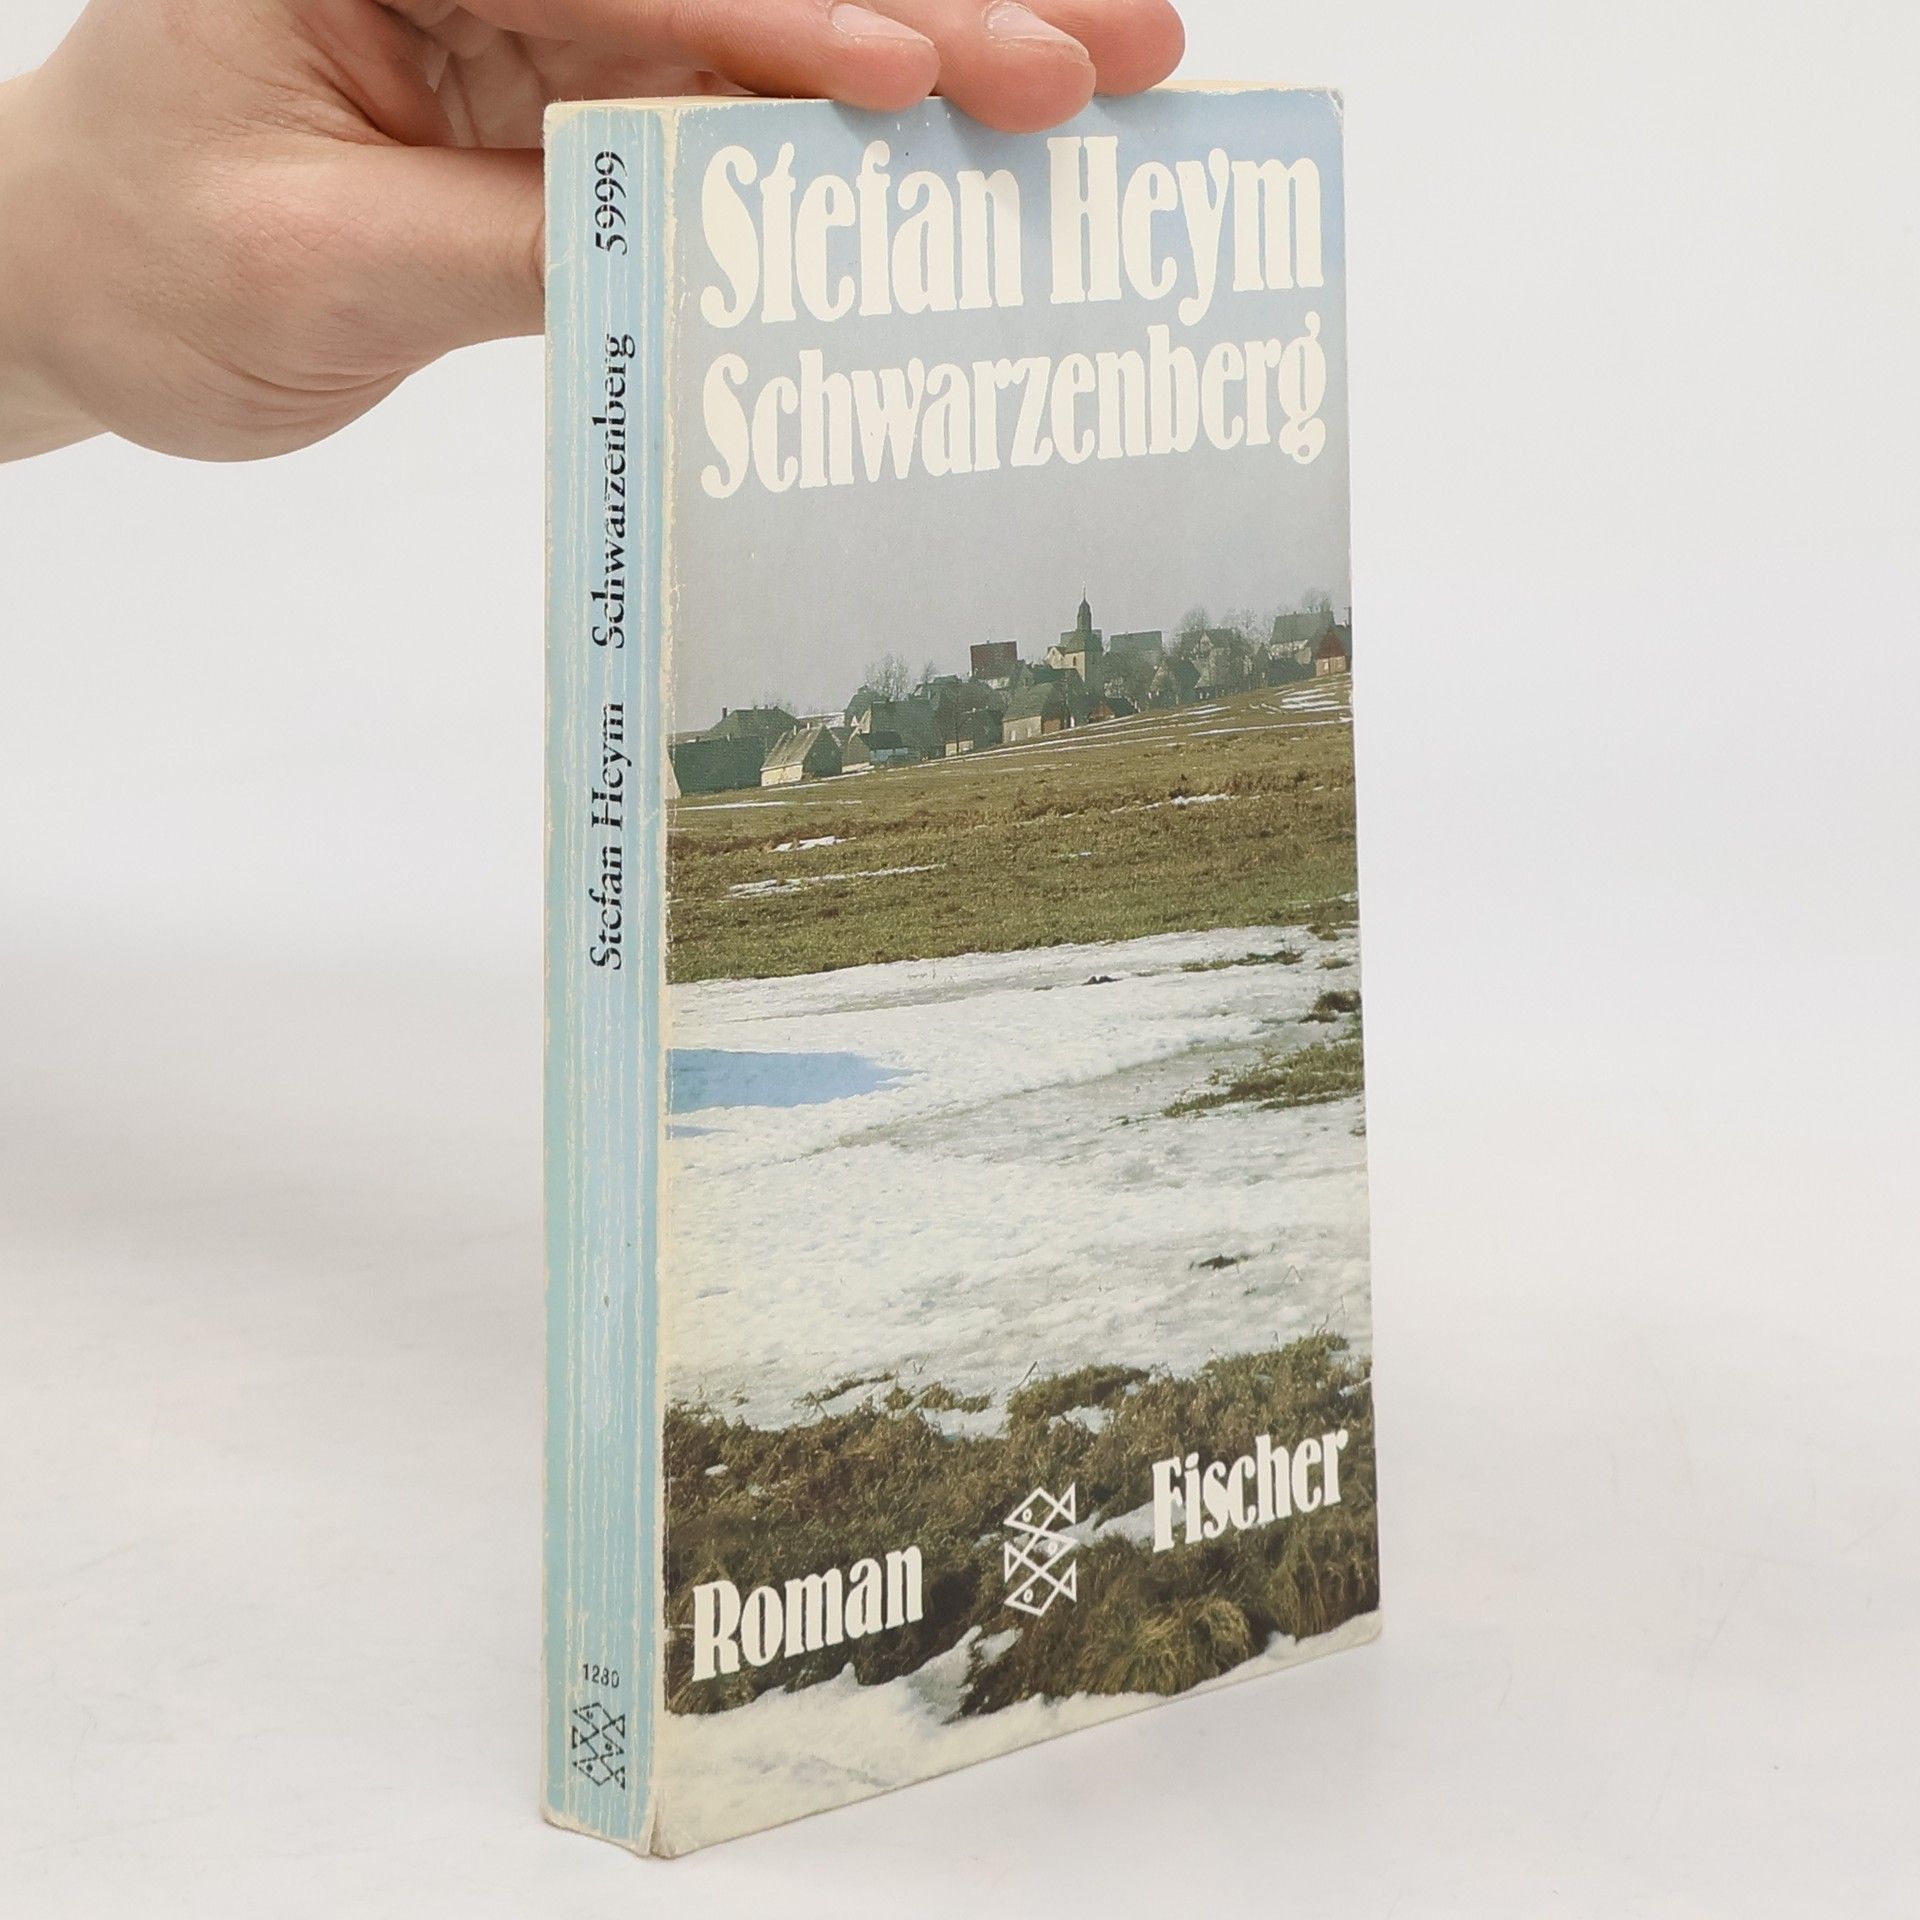 Stefan Heym
Schwarzenberg
Roman
Fischer
Stefan Heym Schwarzenberg 5999
1280